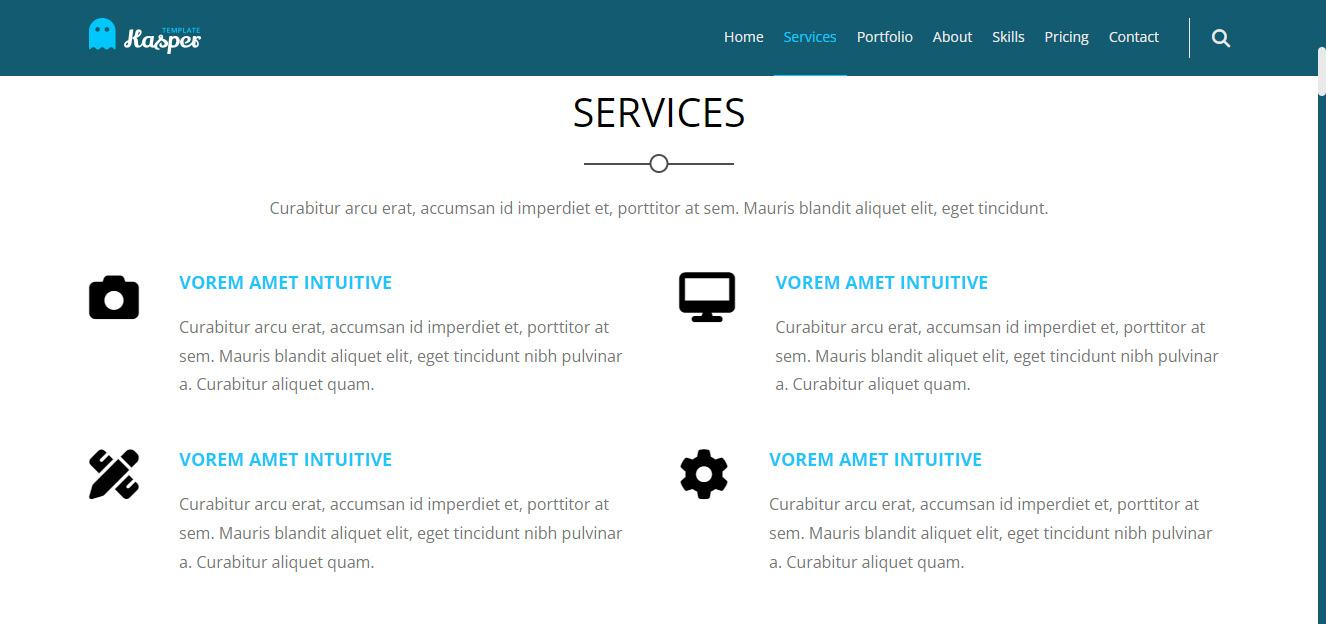 TEMPLATE
Kasper
Home Services Portfolio About Skills Pricing Contact
SERVICES
Curabitur arcu erat, accumsan id imperdiet et, porttitor at sem. Mauris blandit aliquet elit, eget tincidunt.
VOREM AMET INTUITIVE
Curabitur arcu erat, accumsan id imperdiet et, porttitor at
sem. Mauris blandit aliquet elit, eget tincidunt nibh pulvinar
a. Curabitur aliquet quam.
VOREM AMET INTUITIVE
Curabitur arcu erat, accumsan id imperdiet et, porttitor at
sem. Mauris blandit aliquet elit, eget tincidunt nibh pulvinar
a. Curabitur aliquet quam.
VOREM AMET INTUITIVE
Curabitur arcu erat, accumsan id imperdiet et, porttitor at
sem. Mauris blandit aliquet elit, eget tincidunt nibh pulvinar
a. Curabitur aliquet quam.
VOREM AMET INTUITIVE
Curabitur arcu erat, accumsan id imperdiet et, porttitor at
sem. Mauris blandit aliquet elit, eget tincidunt nibh pulvinar
a. Curabitur aliquet quam.